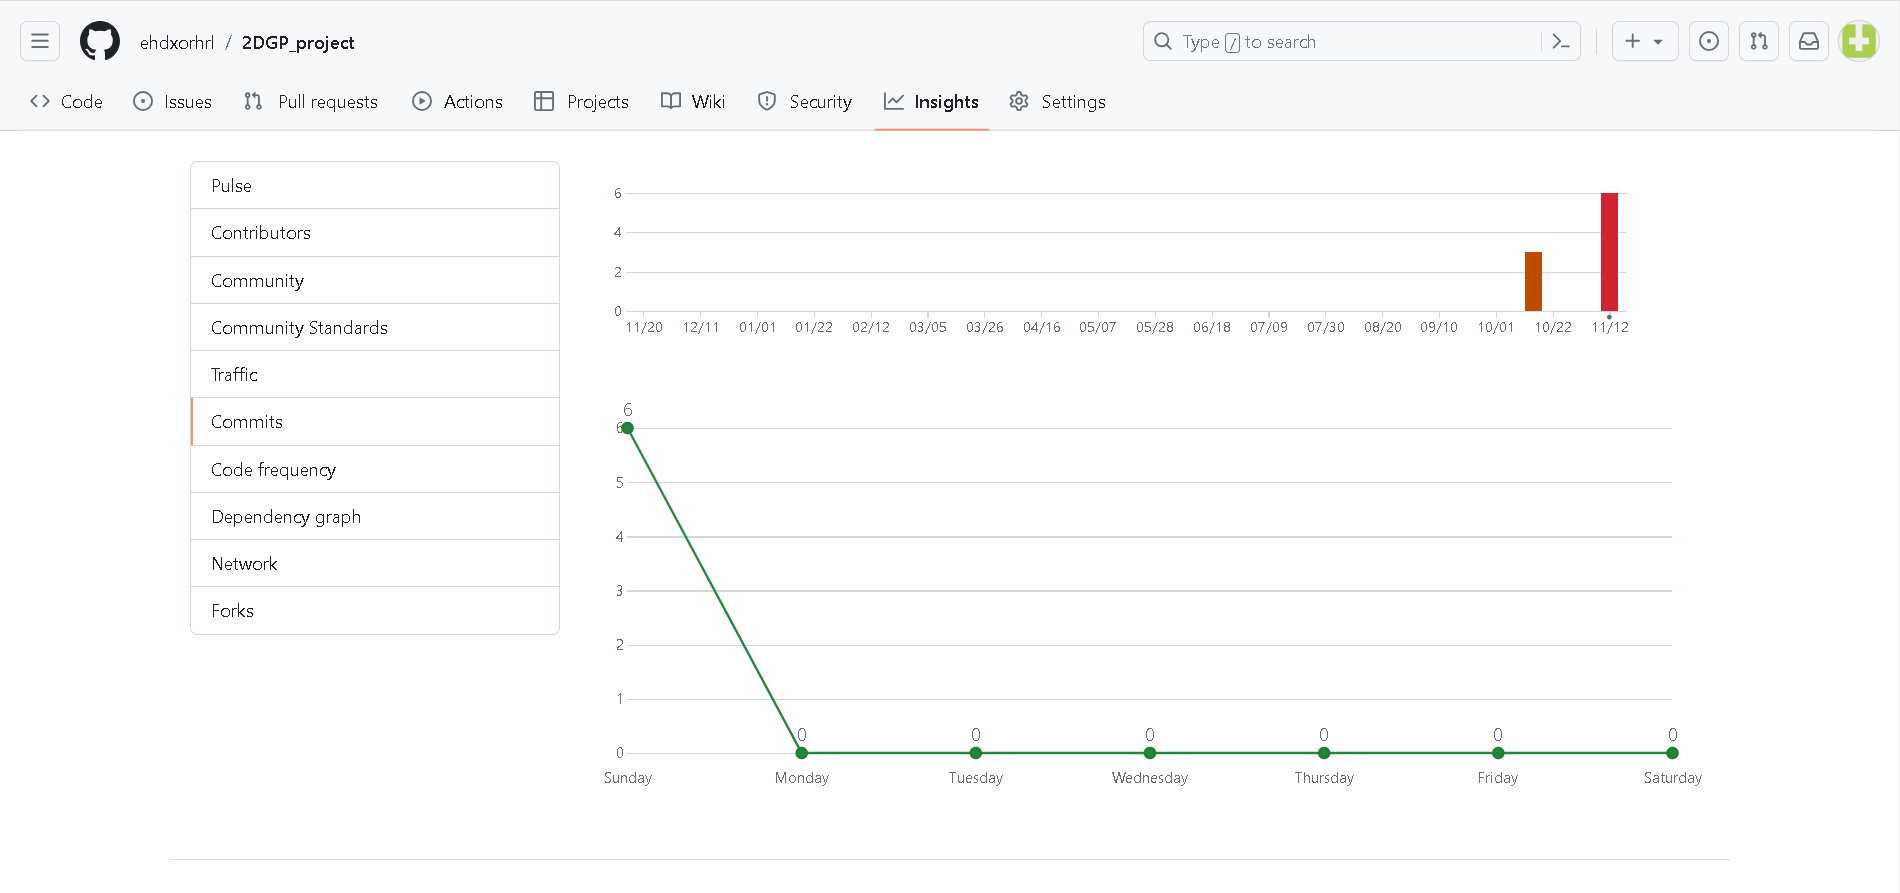 ehdxorhrl / 2DGP_project
Type / to search
Code Issues Pull requests Actions Projects Wiki Security Insights Settings
Pulse
Contributors
Community
Community Standards
Traffic
Commits
Code frequency
Dependency graph
Network
Forks
6
4
2
0
11/20 12/11 01/01 01/22 02/12 03/05 03/26 04/16 05/07 05/28 06/18 07/09 07/30 08/20 09/10 10/01 10/22 11/12
6
6
5
4
3
2
1
0 0 0 0 0 0
0
Sunday Monday Tuesday Wednesday Thursday Friday Saturday